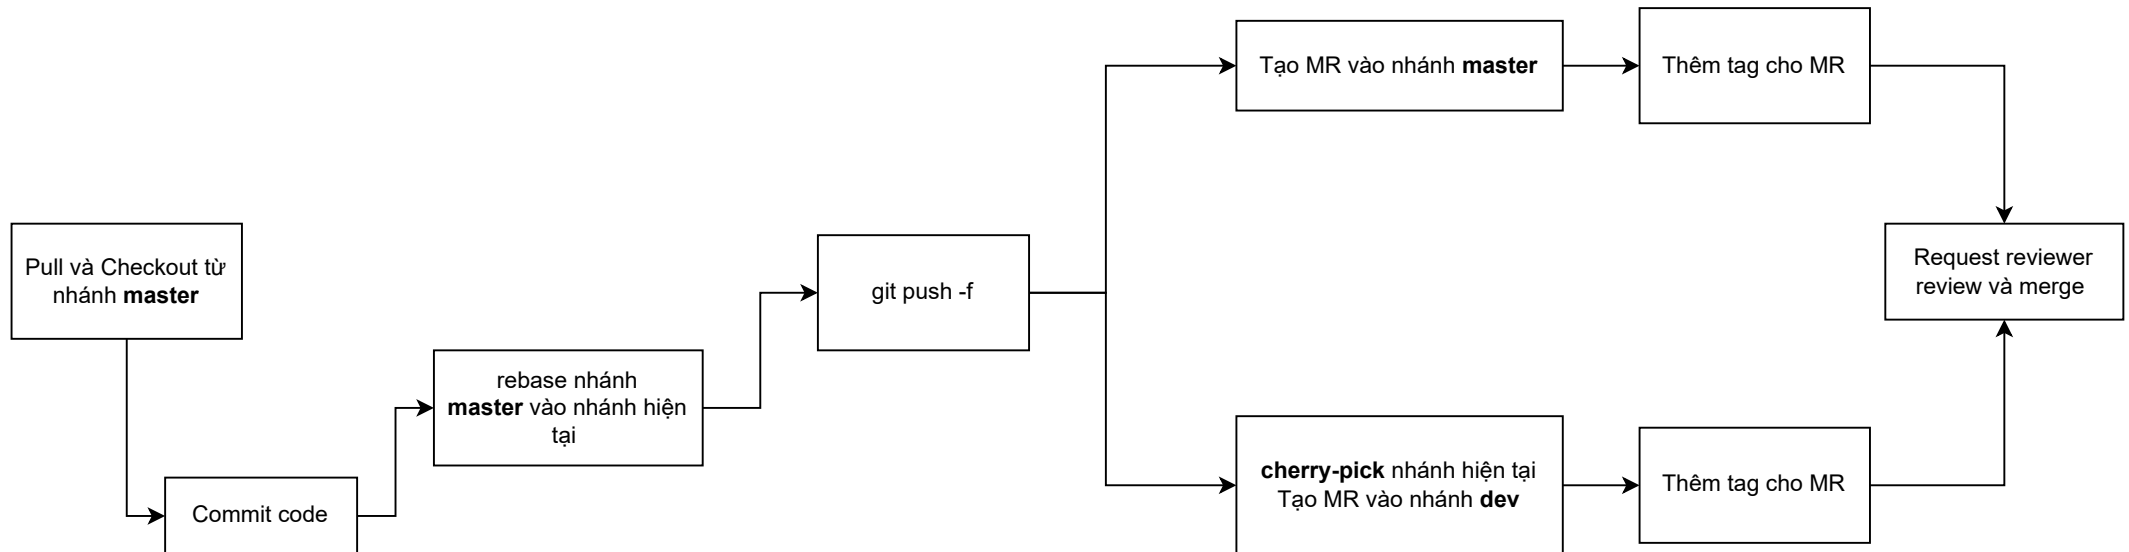 Pull và Checkout từ
nhánh master
Commit code
rebase nhánh
master vào nhánh hiện
tại
git push -f
Tạo MR vào nhánh master
Thêm tag cho MR
cherry-pick nhánh hiện tại
Tạo MR vào nhánh dev
Thêm tag cho MR
Request reviewer
review và merge